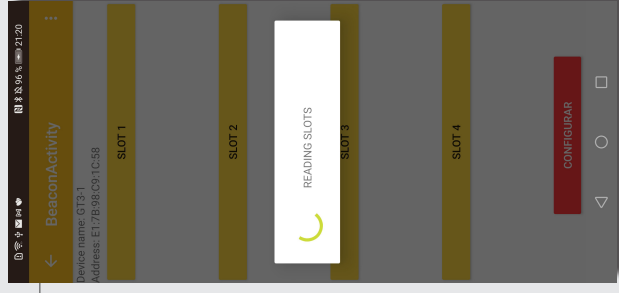 96 % 21:20
BeaconActivity
Device name: GT3-1
Address: E1:7B:98:C9:1C:58
SLOT 1
SLOT 2
READING SLOTS
SLOT 3
SLOT 4
CONFIGURAR